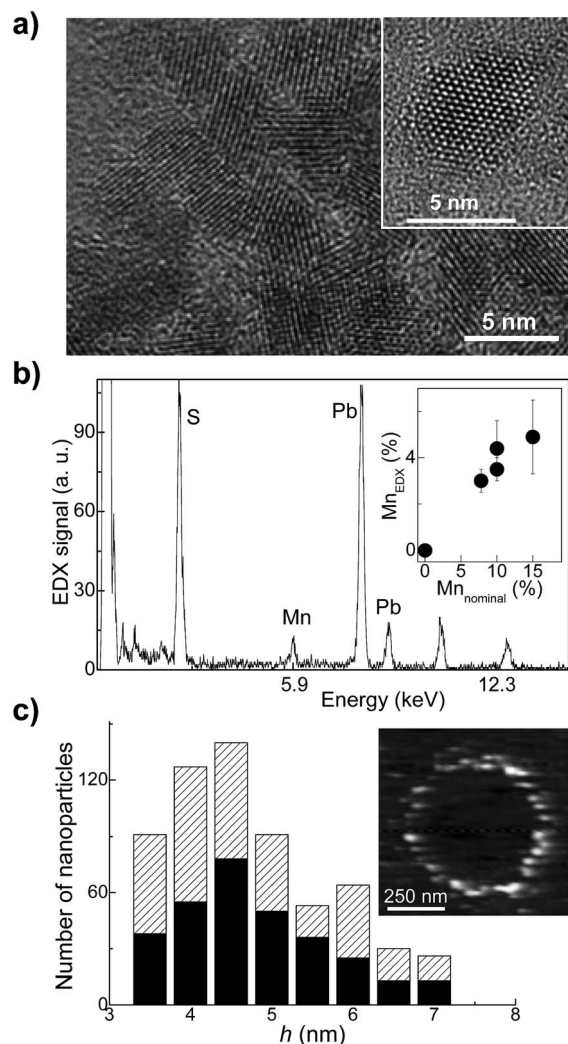 a)
5 nm
5 nm
b)
EDX signal (a. u.)
90
60
30
0
S
Mn
Pb
Pb
5.9
12.3
Energy (keV)
Mn_EDX (%)
4
0
0
5
10
15
Mn_nominal (%)
c)
Number of nanoparticles
120
60
0
3
4
5
6
7
8
h (nm)
250 nm